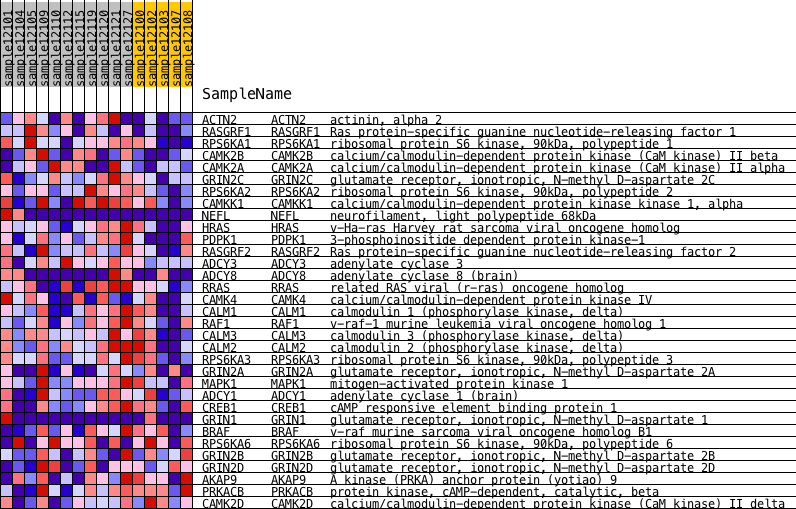 sample12101
sample12104
sample12105
sample12109
sample12110
sample12112
sample12115
sample12119
sample12120
sample12121
sample12127
sample12100
sample12102
sample12103
sample12107
sample12108
SampleName
ACTN2 ACTN2 actinin, alpha 2
RASGRF1 RASGRF1 Ras protein-specific guanine nucleotide-releasing factor 1
RPS6KA1 RPS6KA1 ribosomal protein S6 kinase, 90kDa, polypeptide 1
CAMK2B CAMK2B calcium/calmodulin-dependent protein kinase (CaM kinase) II beta
CAMK2A CAMK2A calcium/calmodulin-dependent protein kinase (CaM kinase) II alpha
GRIN2C GRIN2C glutamate receptor, ionotropic, N-methyl D-aspartate 2C
RPS6KA2 RPS6KA2 ribosomal protein S6 kinase, 90kDa, polypeptide 2
CAMKK1 CAMKK1 calcium/calmodulin-dependent protein kinase kinase 1, alpha
NEFL NEFL neurofilament, light polypeptide 68kDa
HRAS HRAS v-Ha-ras Harvey rat sarcoma viral oncogene homolog
PDPK1 PDPK1 3-phosphoinositide dependent protein kinase-1
RASGRF2 RASGRF2 Ras protein-specific guanine nucleotide-releasing factor 2
ADCY3 ADCY3 adenylate cyclase 3
ADCY8 ADCY8 adenylate cyclase 8 (brain)
RRAS RRAS related RAS viral (r-ras) oncogene homolog
CAMK4 CAMK4 calcium/calmodulin-dependent protein kinase IV
CALM1 CALM1 calmodulin 1 (phosphorylase kinase, delta)
RAF1 RAF1 v-raf-1 murine leukemia viral oncogene homolog 1
CALM3 CALM3 calmodulin 3 (phosphorylase kinase, delta)
CALM2 CALM2 calmodulin 2 (phosphorylase kinase, delta)
RPS6KA3 RPS6KA3 ribosomal protein S6 kinase, 90kDa, polypeptide 3
GRIN2A GRIN2A glutamate receptor, ionotropic, N-methyl D-aspartate 2A
MAPK1 MAPK1 mitogen-activated protein kinase 1
ADCY1 ADCY1 adenylate cyclase 1 (brain)
CREB1 CREB1 cAMP responsive element binding protein 1
GRIN1 GRIN1 glutamate receptor, ionotropic, N-methyl D-aspartate 1
BRAF BRAF v-raf murine sarcoma viral oncogene homolog B1
RPS6KA6 RPS6KA6 ribosomal protein S6 kinase, 90kDa, polypeptide 6
GRIN2B GRIN2B glutamate receptor, ionotropic, N-methyl D-aspartate 2B
GRIN2D GRIN2D glutamate receptor, ionotropic, N-methyl D-aspartate 2D
AKAP9 AKAP9 A kinase (PRKA) anchor protein (yotiao) 9
PRKACB PRKACB protein kinase, cAMP-dependent, catalytic, beta
CAMK2D CAMK2D calcium/calmodulin-dependent protein kinase (CaM kinase) II delta